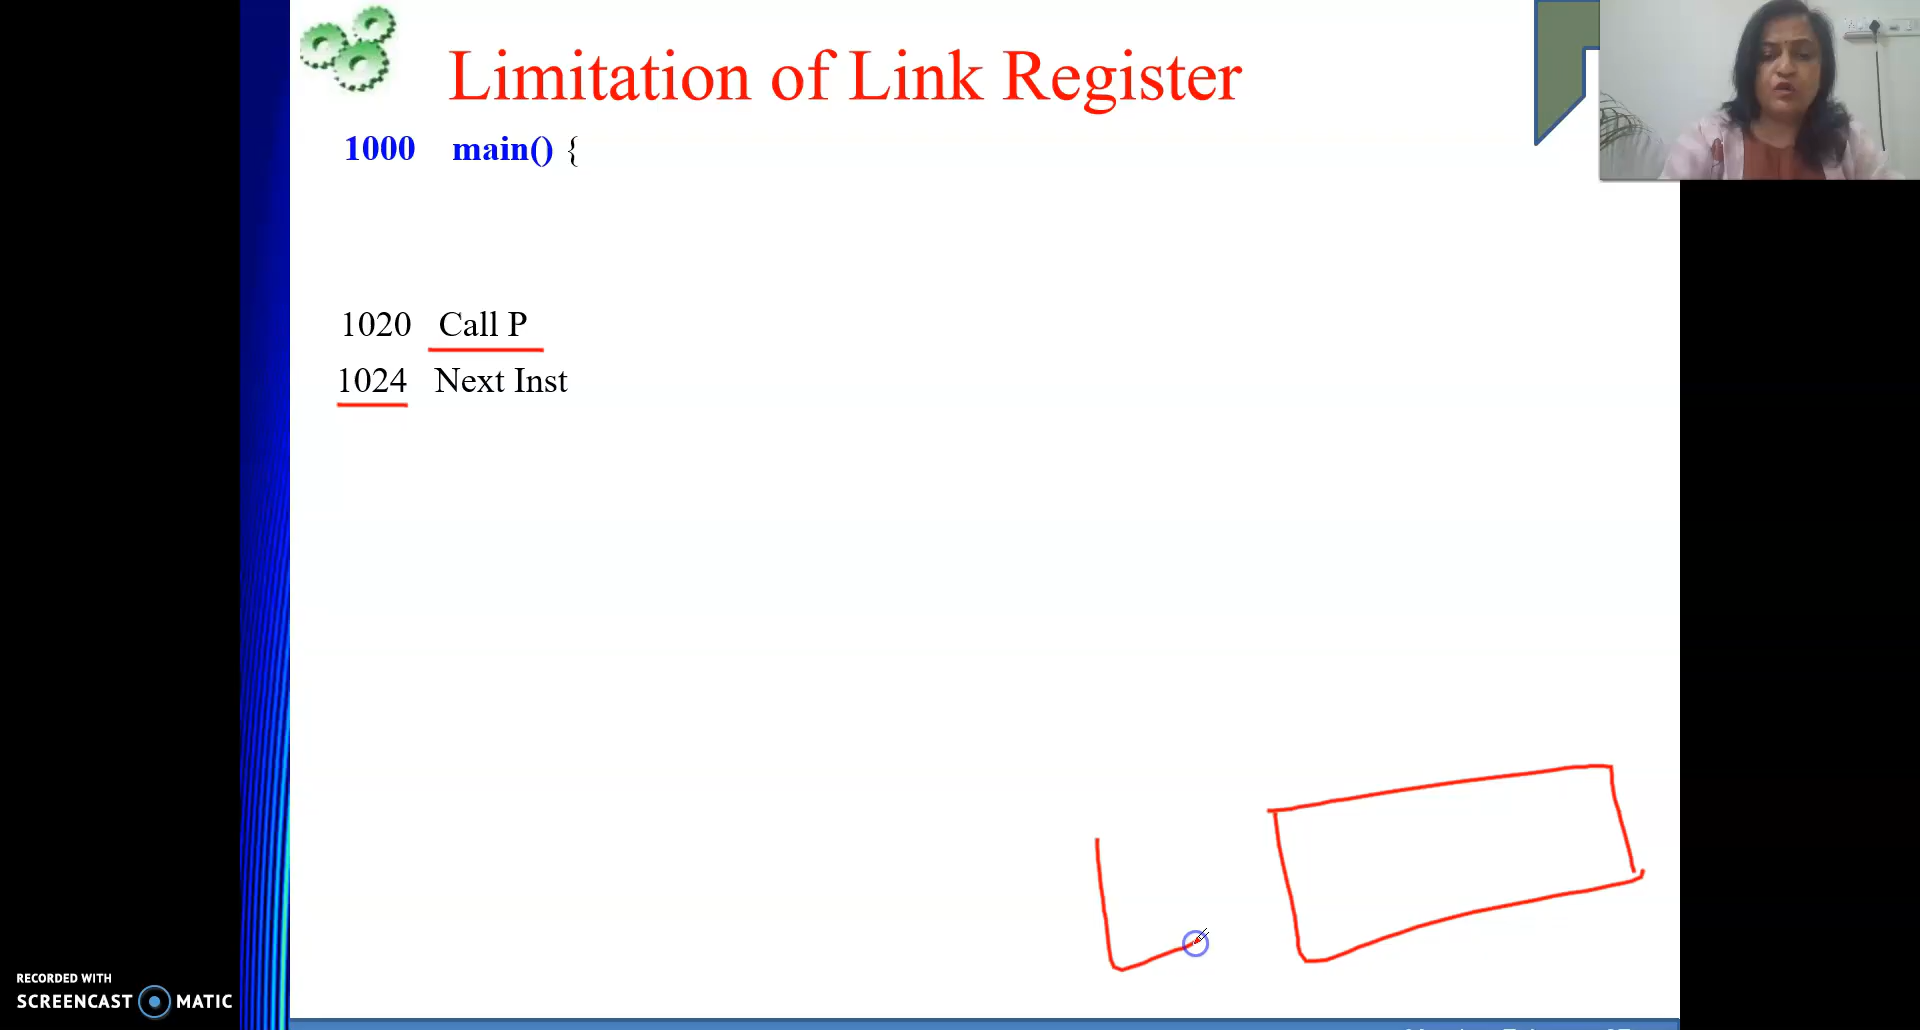 Limitation of Link Register
1000 main() {
1020 Call P
1024 Next Inst
L
RECORDED WITH
SCREENCAST MATIC